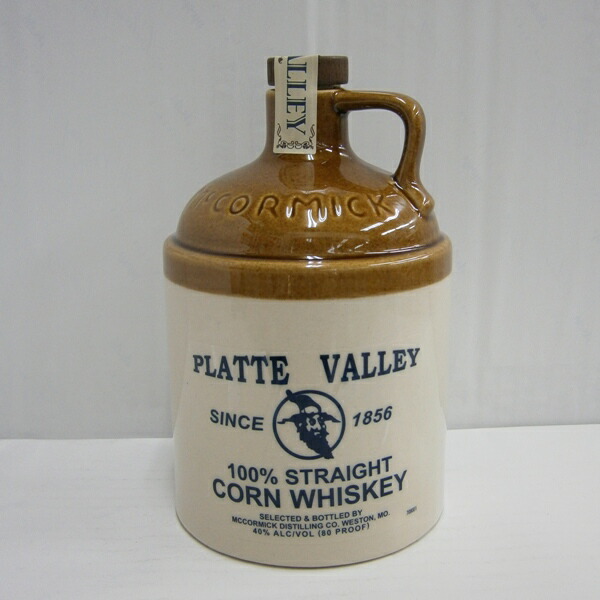 LLEY
McCORMICK
PLATTE VALLEY
SINCE 1856
100% STRAIGHT
CORN WHISKEY
SELECTED & BOTTLED BY
MCCORMICK DISTILLING CO. WESTON, MO.
40% ALC/VOL (80 PROOF)